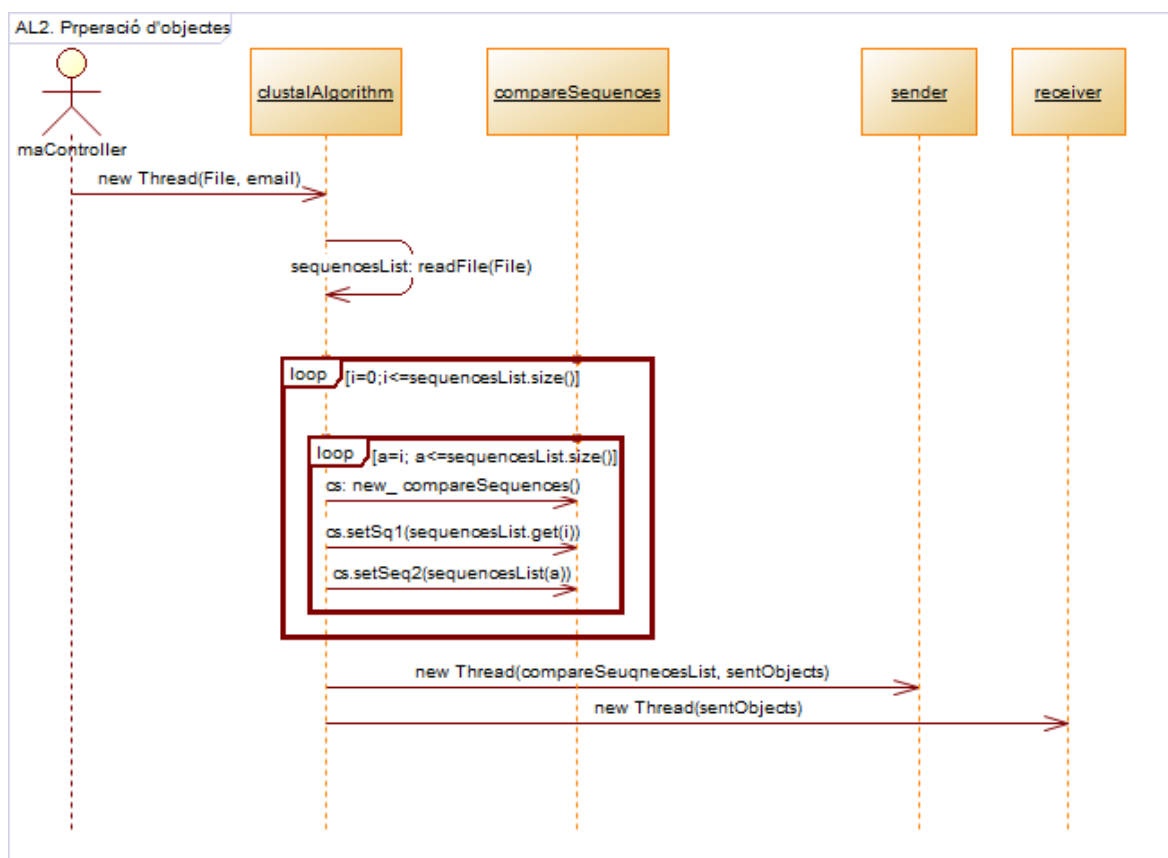 AL2. Prperació d'objectes
clustalAlgorithm
compareSequences
sender
receiver
maController
new Thread(File, email)
sequencesList: readFile(File)
loop
[i=0;i<=sequencesList.size()]
loop
[a=i; a<=sequencesList.size()]
cs: new_ compareSequences()
cs.setSq1(sequencesList.get(i))
cs.setSeq2(sequencesList(a))
new Thread(compareSeuqnecesList, sentObjects)
new Thread(sentObjects)